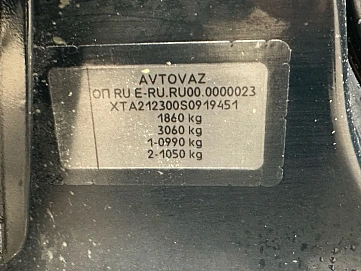 AVTOVAZ
ОП RU E-RU.RU00.0000023
XTA212300S0919451
1860 kg
3060 kg
1-0990 kg
2-1050 kg